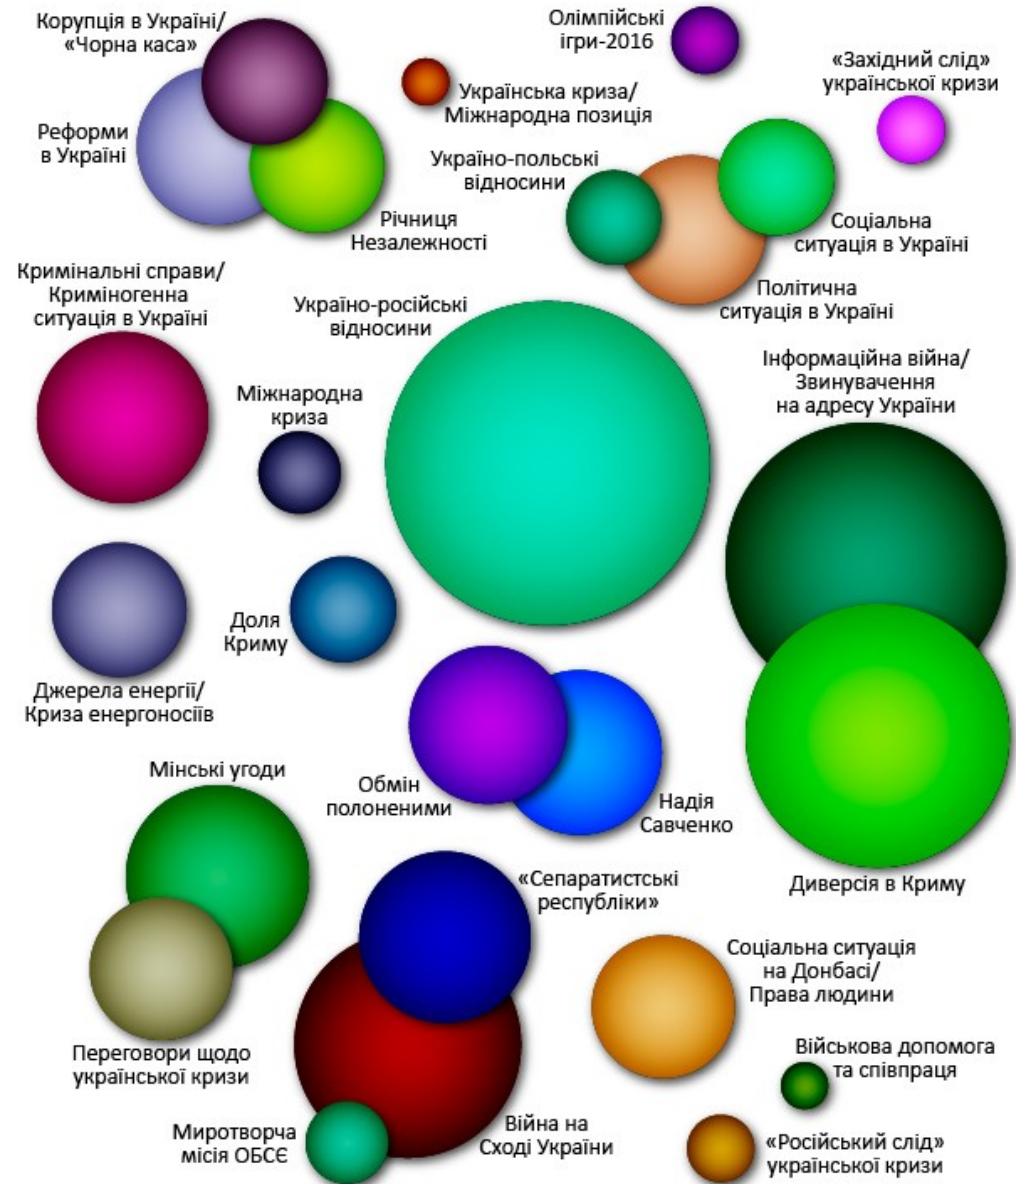 Корупція в Україні/
«Чорна каса»
Олімпійські
ігри-2016
«Західний слід»
української кризи
Українська криза/
Міжнародна позиція
Реформи
в Україні
Україно-польські
відносини
Річниця
Незалежності
Соціальна
ситуація в Україні
Кримінальні справи/
Криміногенна
ситуація в Україні
Україно-російські
відносини
Політична
ситуація в Україні
Інформаційна війна/
Звинувачення
на адресу України
Міжнародна
криза
Доля
Криму
Джерела енергії/
Криза енергоносіїв
Мінські угоди
Обмін
полоненими
Надія
Савченко
«Сепаратистські
республіки»
Диверсія в Криму
Соціальна ситуація
на Донбасі/
Права людини
Переговори щодо
української кризи
Військова допомога
та співпраця
Миротворча
місія ОБСЄ
Війна на
Сході України
«Російський слід»
української кризи